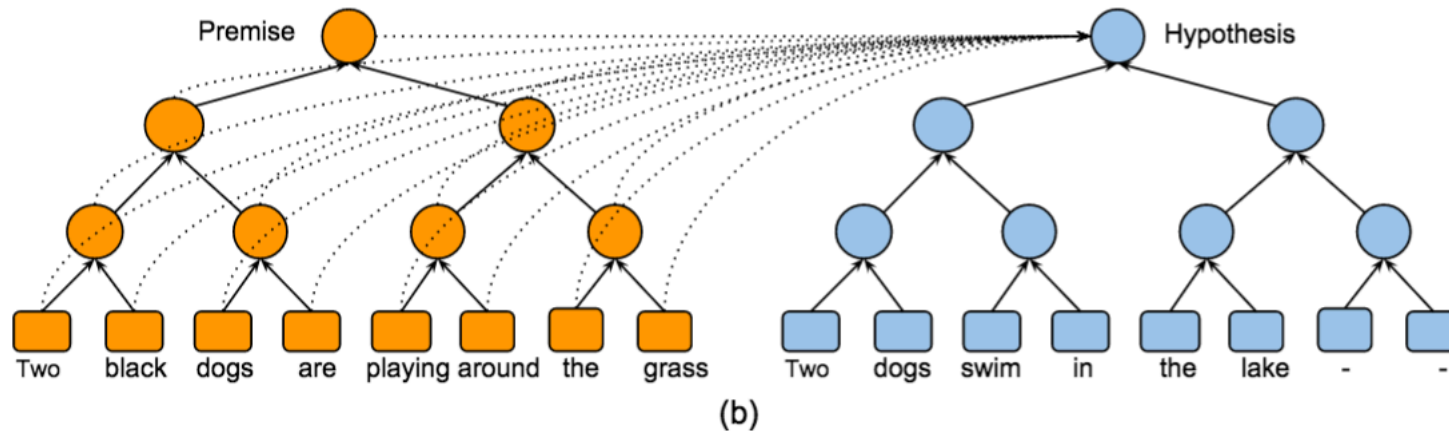 Premise
Hypothesis
Two black dogs are playing around the grass
Two dogs swim in the lake - -
(b)